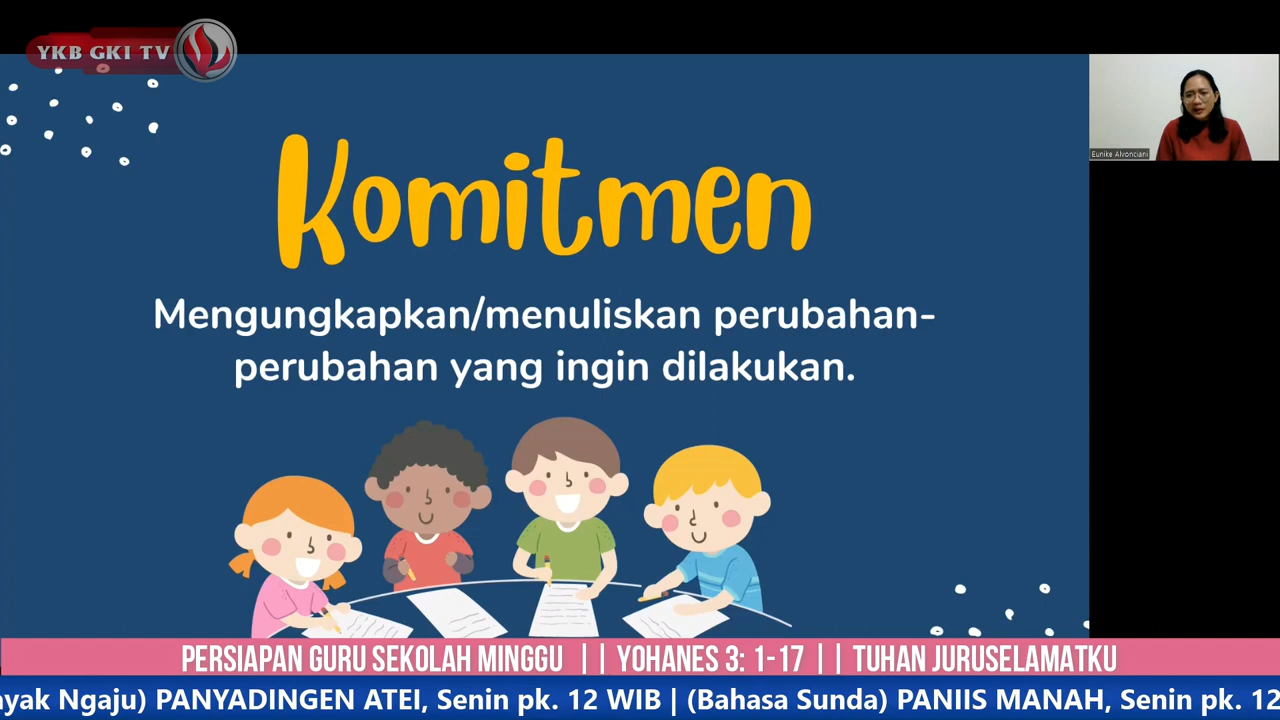 YKB GKI TV
Komitmen
Mengungkapkan/menuliskan perubahan-
perubahan yang ingin dilakukan.
Eunike Alvonciani
PERSIAPAN GURU SEKOLAH MINGGU || YOHANES 3: 1-17 || TUHAN JURUSELAMATKU
Ngaju) PANYADINGEN ATEI, Senin pk. 12 WIB | (Bahasa Sunda) PANIIS MANAH, Senin pk. 12